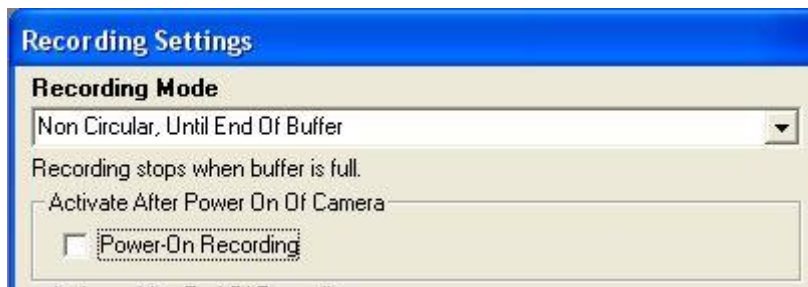 Recording Settings
Recording Mode
Non Circular, Until End Of Buffer
Recording stops when buffer is full.
Activate After Power On Of Camera
Power-On Recording